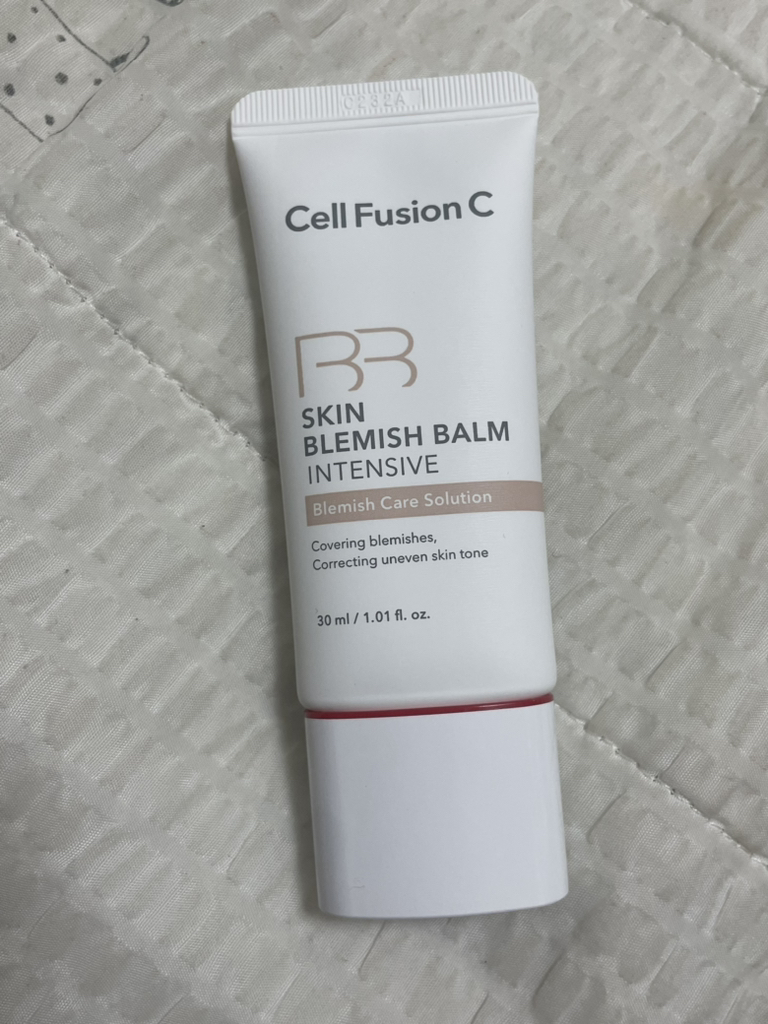 0232A
Cell Fusion C
BB
SKIN
BLEMISH BALM
INTENSIVE
Blemish Care Solution
Covering blemishes,
Correcting uneven skin tone
30 ml / 1.01 fl. oz.